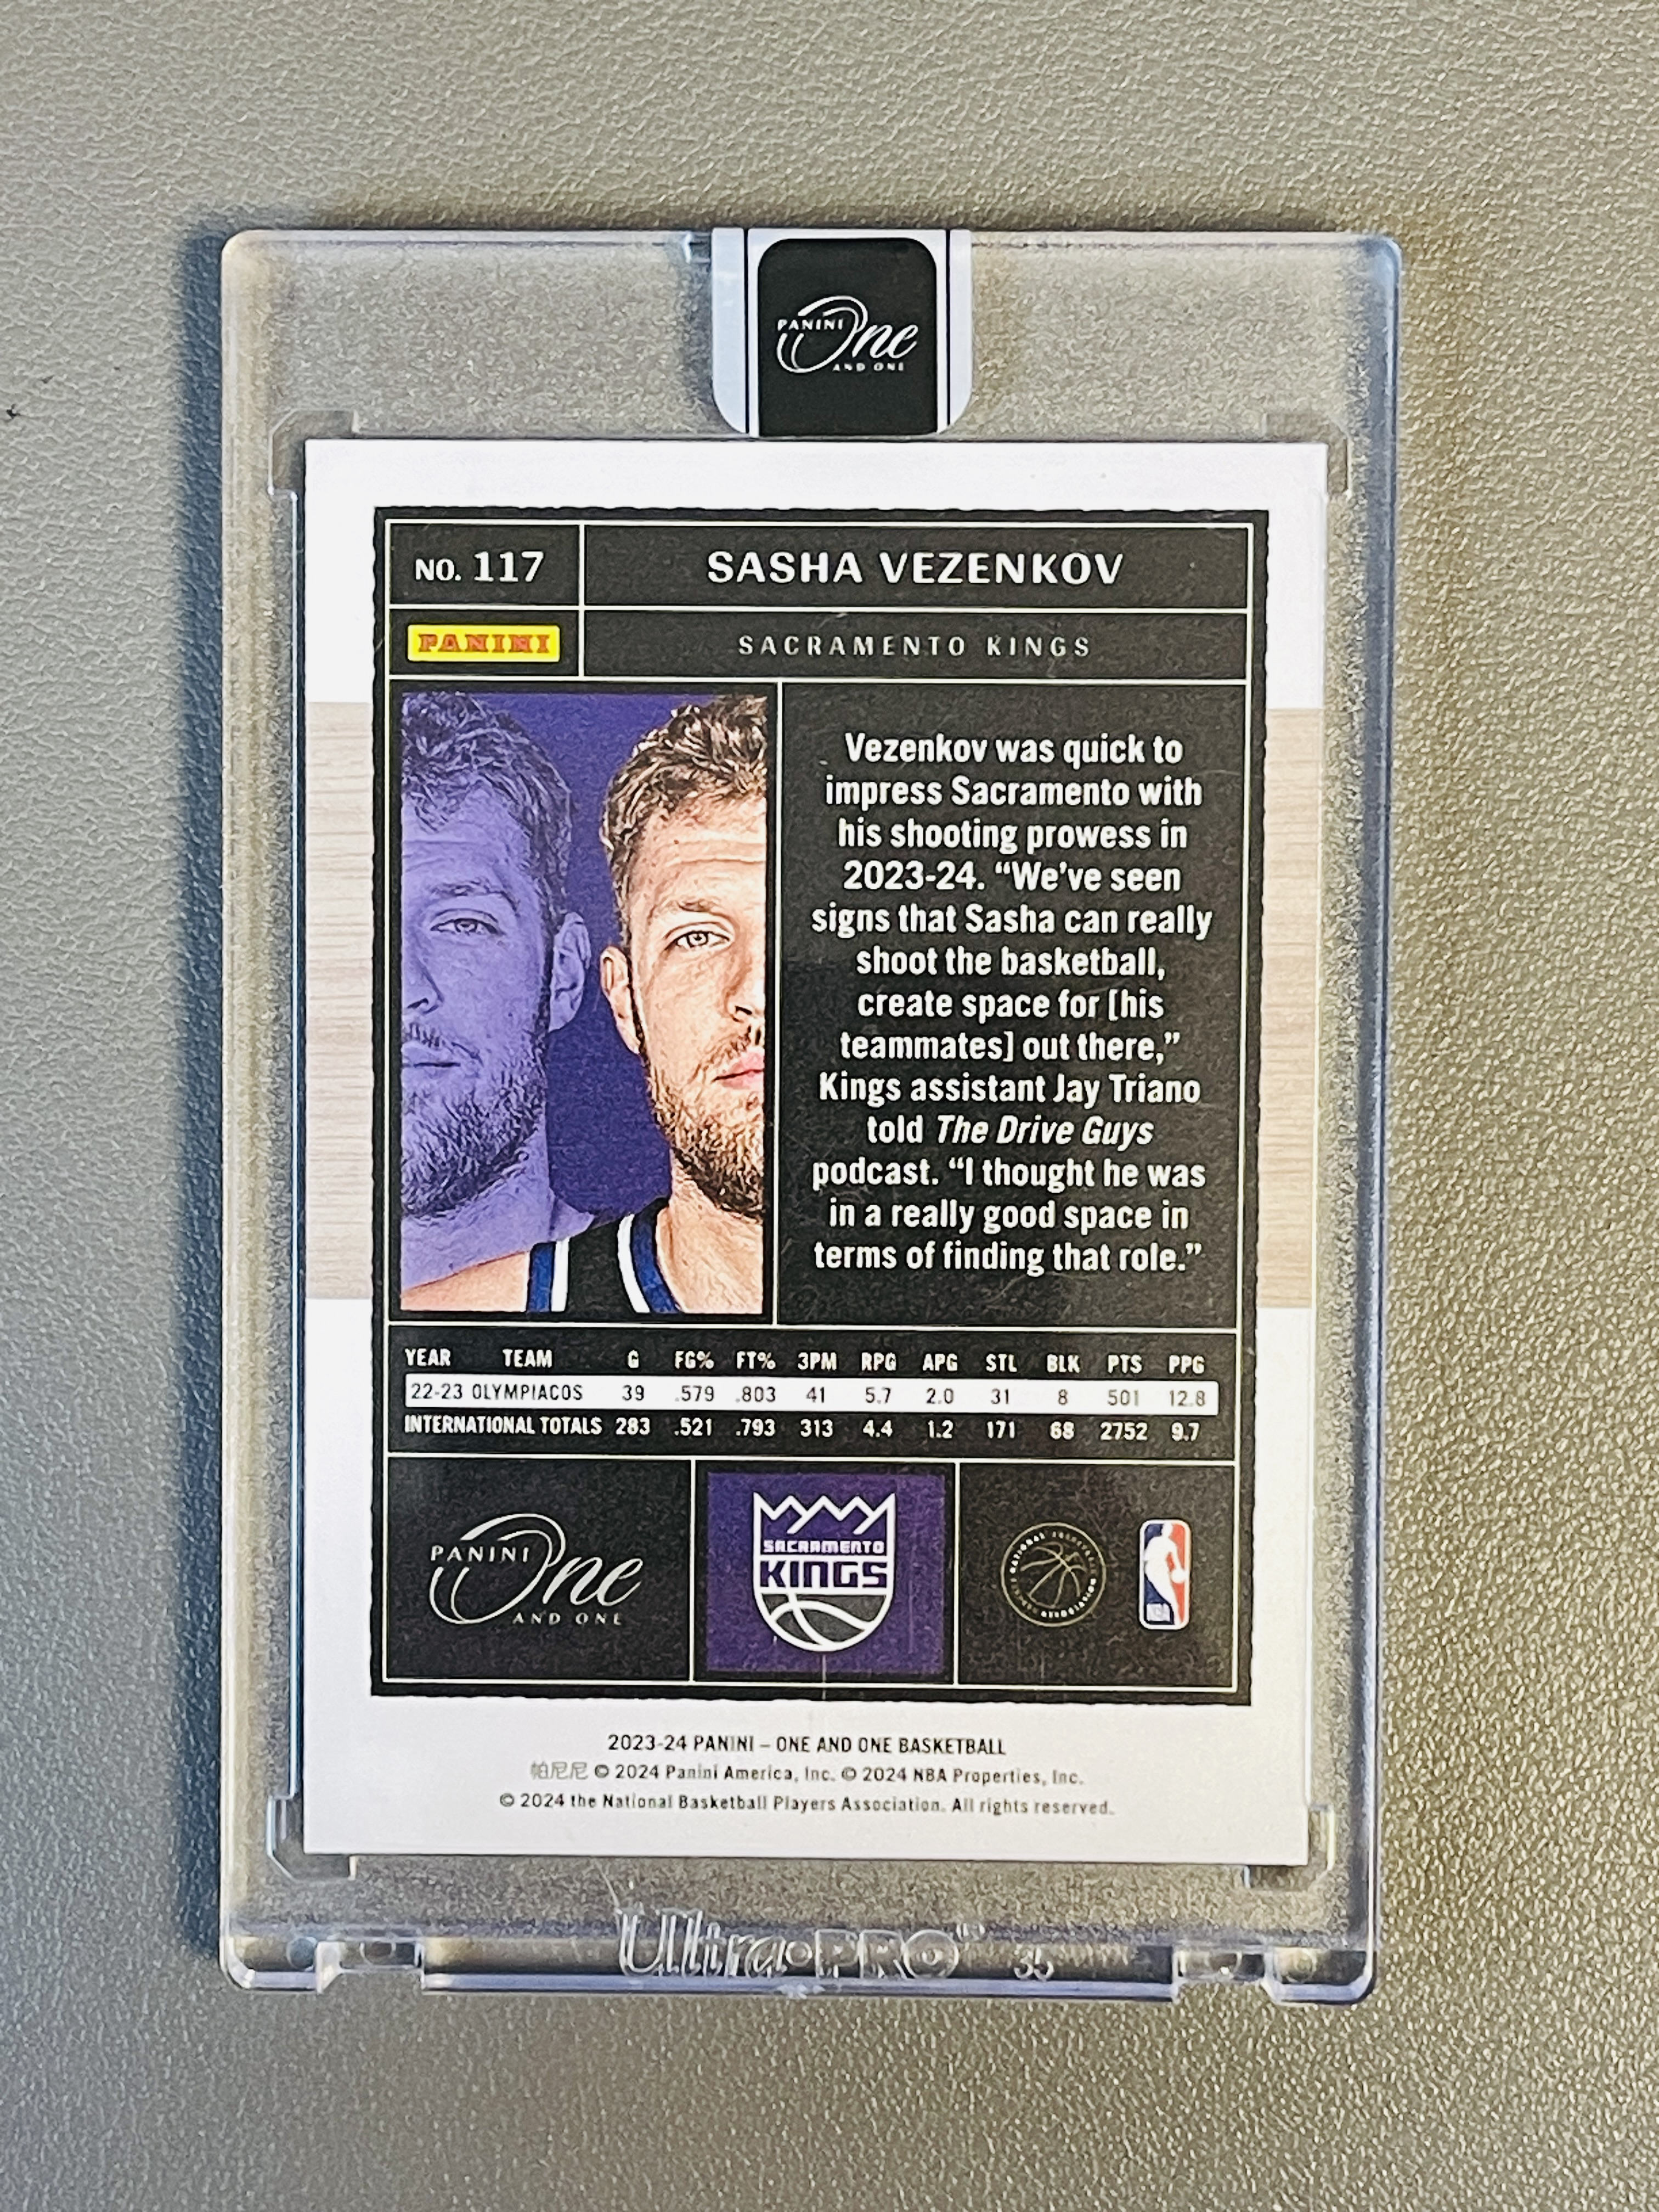 PANINI One
AND ONE
NO. 117
SASHA VEZENKOV
PANINI
SACRAMENTO KINGS
Vezenkov was quick to
impress Sacramento with
his shooting prowess in
2023-24. “We’ve seen
signs that Sasha can really
shoot the basketball,
create space for [his
teammates] out there,”
Kings assistant Jay Triano
told The Drive Guys
podcast. “I thought he was
in a really good space in
terms of finding that role.”
YEAR TEAM G FG% FT% 3PM RPG APG STL BLK PTS PPG
22-23 OLYMPIACOS 39 .579 .803 41 5.7 2.0 31 8 501 12.8
INTERNATIONAL TOTALS 283 .521 .793 313 4.4 1.2 171 68 2752 9.7
PANINI One
AND ONE
SACRAMENTO
KINGS
NBA
2023-24 PANINI – ONE AND ONE BASKETBALL
帕尼尼 © 2024 Panini America, Inc. © 2024 NBA Properties, Inc.
© 2024 the National Basketball Players Association. All rights reserved.
Ultra•PRO 35